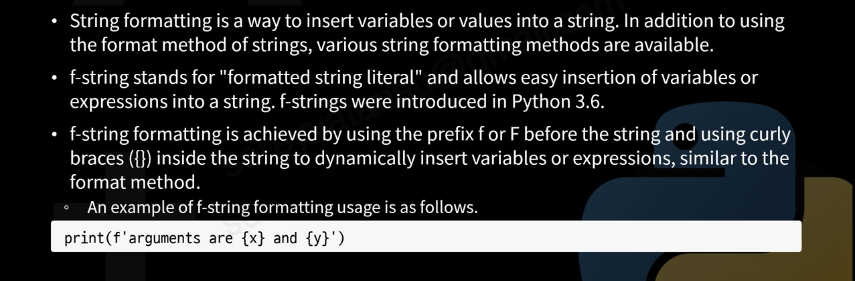 • String formatting is a way to insert variables or values into a string. In addition to using
the format method of strings, various string formatting methods are available.
• f-string stands for "formatted string literal" and allows easy insertion of variables or
expressions into a string. f-strings were introduced in Python 3.6.
• f-string formatting is achieved by using the prefix f or F before the string and using curly
braces ({}) inside the string to dynamically insert variables or expressions, similar to the
format method.
◦ An example of f-string formatting usage is as follows.
print(f'arguments are {x} and {y}')